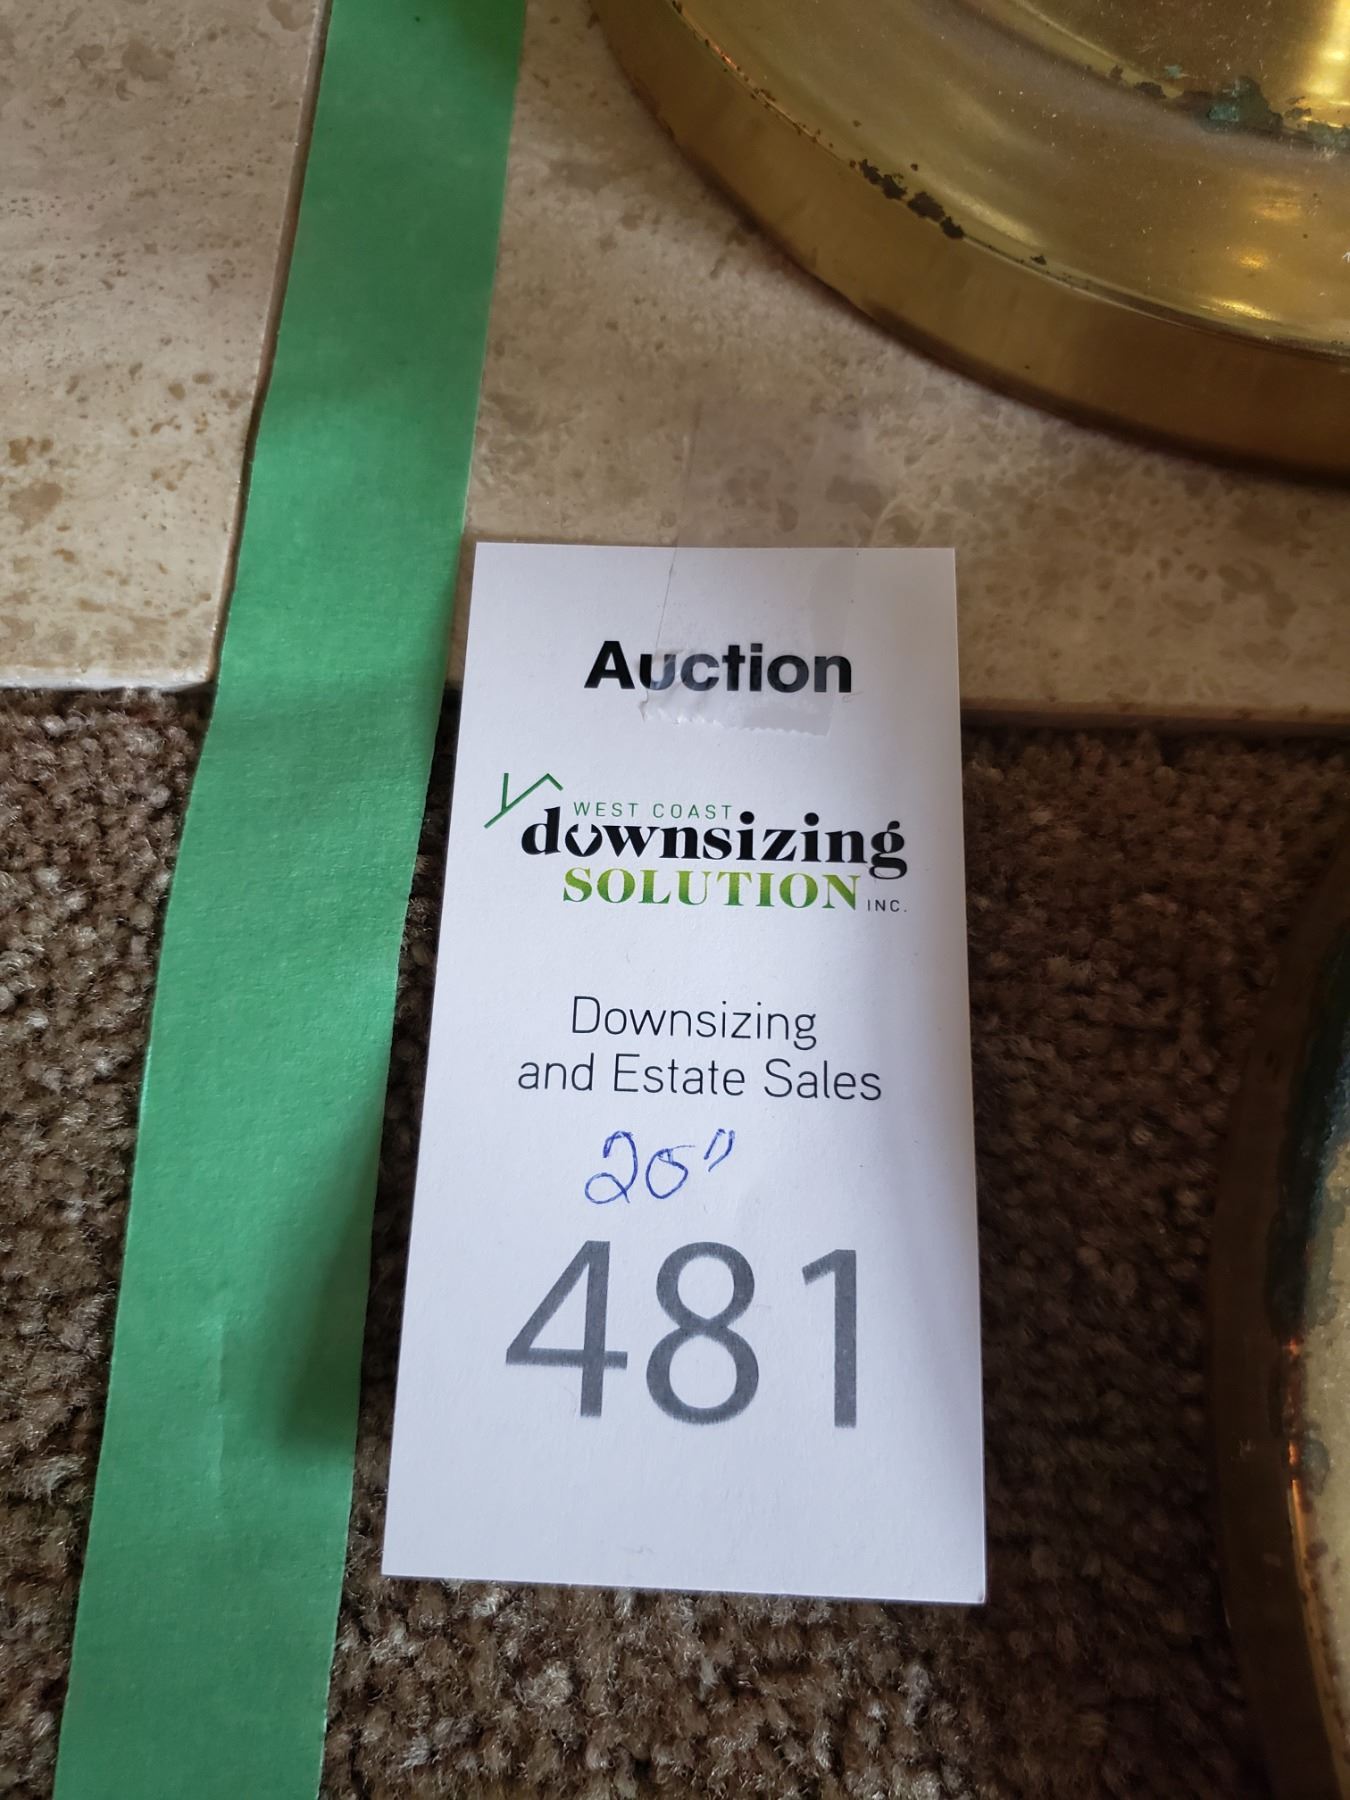 Auction
WEST COAST
downsizing
SOLUTION INC.
Downsizing
and Estate Sales
20"
481